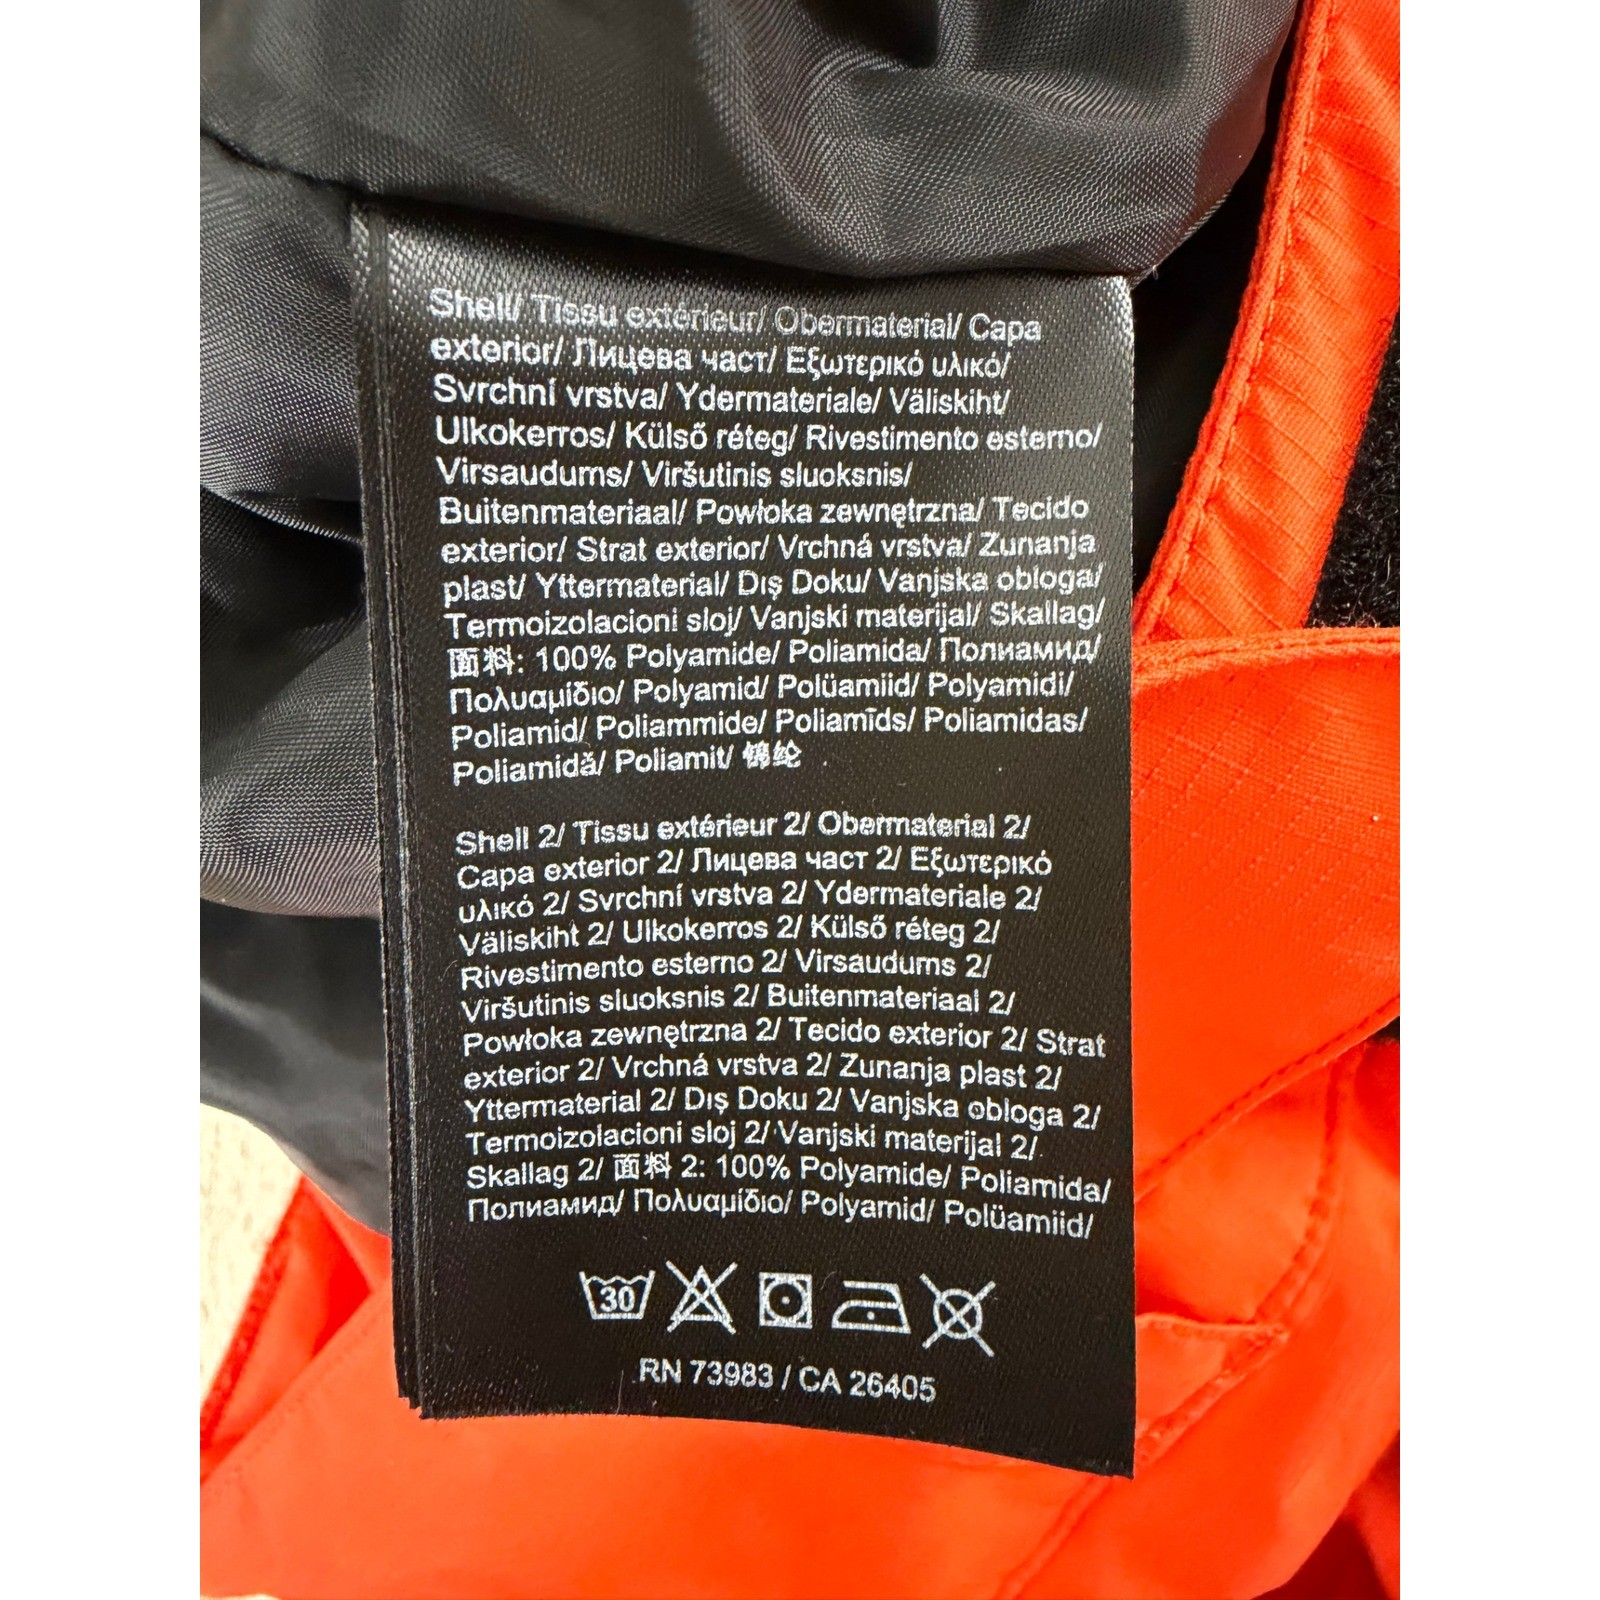 Shell/ Tissu extérieur/ Obermaterial/ Capa
exterior/ Лицева част/ Εξωτερικό υλικό/
Svrchní vrstva/ Ydermateriale/ Väliskiht/
Ulkokerros/ Külső réteg/ Rivestimento esterno/
Virsaudums/ Viršutinis sluoksnis/
Buitenmateriaal/ Powłoka zewnętrzna/ Tecido
exterior/ Strat exterior/ Vrchná vrstva/ Zunanja
plast/ Yttermaterial/ Dış Doku/ Vanjska obloga/
Termoizolacioni sloj/ Vanjski materijal/ Skallag/
面料: 100% Polyamide/ Poliamida/ Полиамид/
Πολυαμίδιο/ Polyamid/ Polüamiid/ Polyamidi/
Poliamid/ Poliammide/ Poliamīds/ Poliamidas/
Poliamidă/ Poliamit/ 锦纶
Shell 2/ Tissu extérieur 2/ Obermaterial 2/
Capa exterior 2/ Лицева част 2/ Εξωτερικό
υλικό 2/ Svrchní vrstva 2/ Ydermateriale 2/
Väliskiht 2/ Ulkokerros 2/ Külső réteg 2/
Rivestimento esterno 2/ Virsaudums 2/
Viršutinis sluoksnis 2/ Buitenmateriaal 2/
Powłoka zewnętrzna 2/ Tecido exterior 2/ Strat
exterior 2/ Vrchná vrstva 2/ Zunanja plast 2/
Yttermaterial 2/ Dış Doku 2/ Vanjska obloga 2/
Termoizolacioni sloj 2/ Vanjski materijal 2/
Skallag 2/ 面料 2: 100% Polyamide/ Poliamida/
Полиамид/ Πολυαμίδιο/ Polyamid/ Polüamiid/
30
RN 73983 / CA 26405